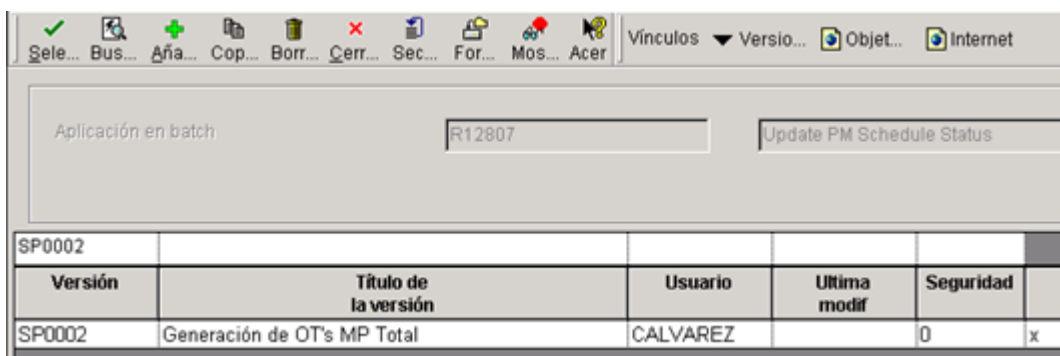 Sele... Bus... Aña... Cop... Borr... Cerr... Sec... For... Mos... Acer Vínculos Versio... Objet... Internet
Aplicación en batch R12807 Update PM Schedule Status
SP0002
Versión Título de la versión Usuario Ultima modif Seguridad
SP0002 Generación de OT's MP Total CALVAREZ 0 x